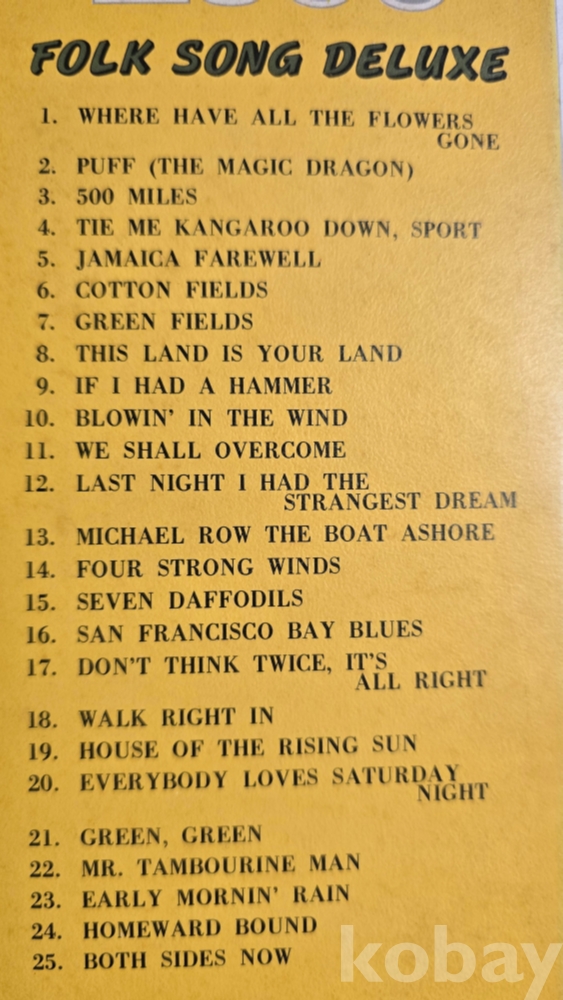 FOLK SONG DELUXE
1. WHERE HAVE ALL THE FLOWERS
GONE
2. PUFF (THE MAGIC DRAGON)
3. 500 MILES
4. TIE ME KANGAROO DOWN, SPORT
5. JAMAICA FAREWELL
6. COTTON FIELDS
7. GREEN FIELDS
8. THIS LAND IS YOUR LAND
9. IF I HAD A HAMMER
10. BLOWIN' IN THE WIND
11. WE SHALL OVERCOME
12. LAST NIGHT I HAD THE
STRANGEST DREAM
13. MICHAEL ROW THE BOAT ASHORE
14. FOUR STRONG WINDS
15. SEVEN DAFFODILS
16. SAN FRANCISCO BAY BLUES
17. DON'T THINK TWICE, IT'S
ALL RIGHT
18. WALK RIGHT IN
19. HOUSE OF THE RISING SUN
20. EVERYBODY LOVES SATURDAY
NIGHT
21. GREEN, GREEN
22. MR. TAMBOURINE MAN
23. EARLY MORNIN' RAIN
24. HOMEWARD BOUND
25. BOTH SIDES NOW
kobay